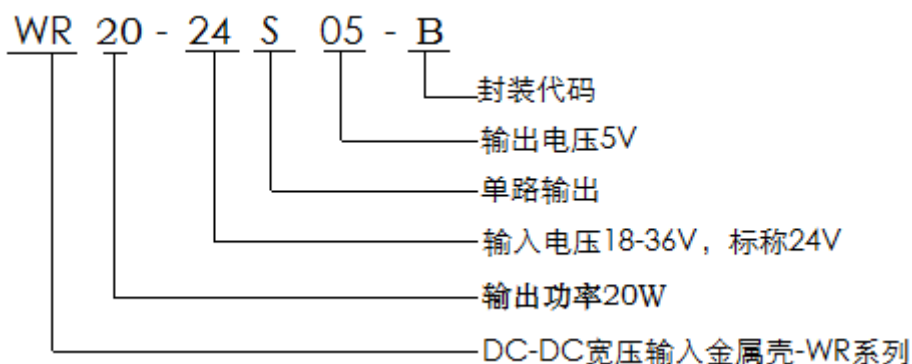 WR 20 - 24 S 05 - B
封装代码
输出电压5V
单路输出
输入电压18-36V，标称24V
输出功率20W
DC-DC宽压输入金属壳-WR系列